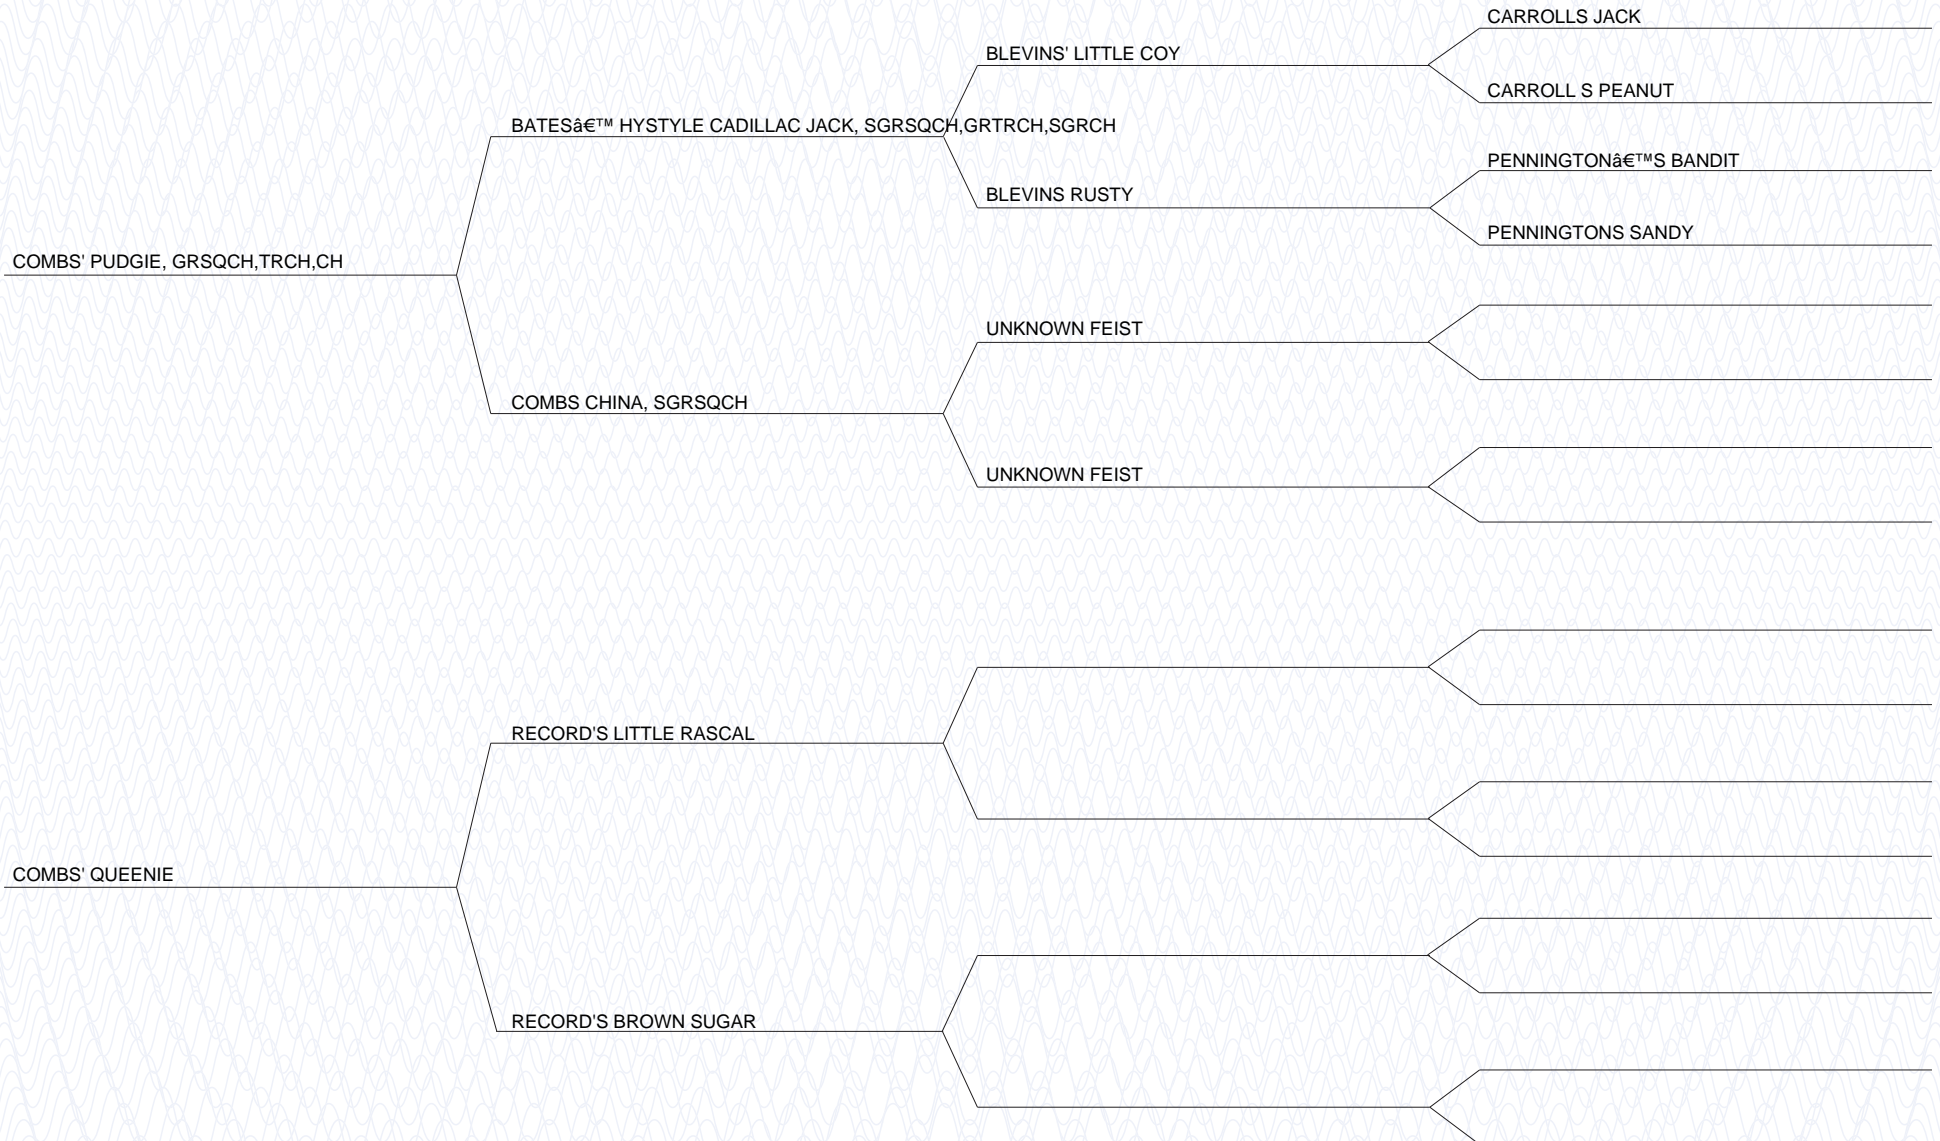 CARROLLS JACK
BLEVINS' LITTLE COY
CARROLL S PEANUT
BATESâ€™ HYSTYLE CADILLAC JACK, SGRSQCH,GRTRCH,SGRCH
PENNINGTONâ€™S BANDIT
BLEVINS RUSTY
PENNINGTONS SANDY
COMBS' PUDGIE, GRSQCH,TRCH,CH
UNKNOWN FEIST
COMBS CHINA, SGRSQCH
UNKNOWN FEIST
RECORD'S LITTLE RASCAL
COMBS' QUEENIE
RECORD'S BROWN SUGAR